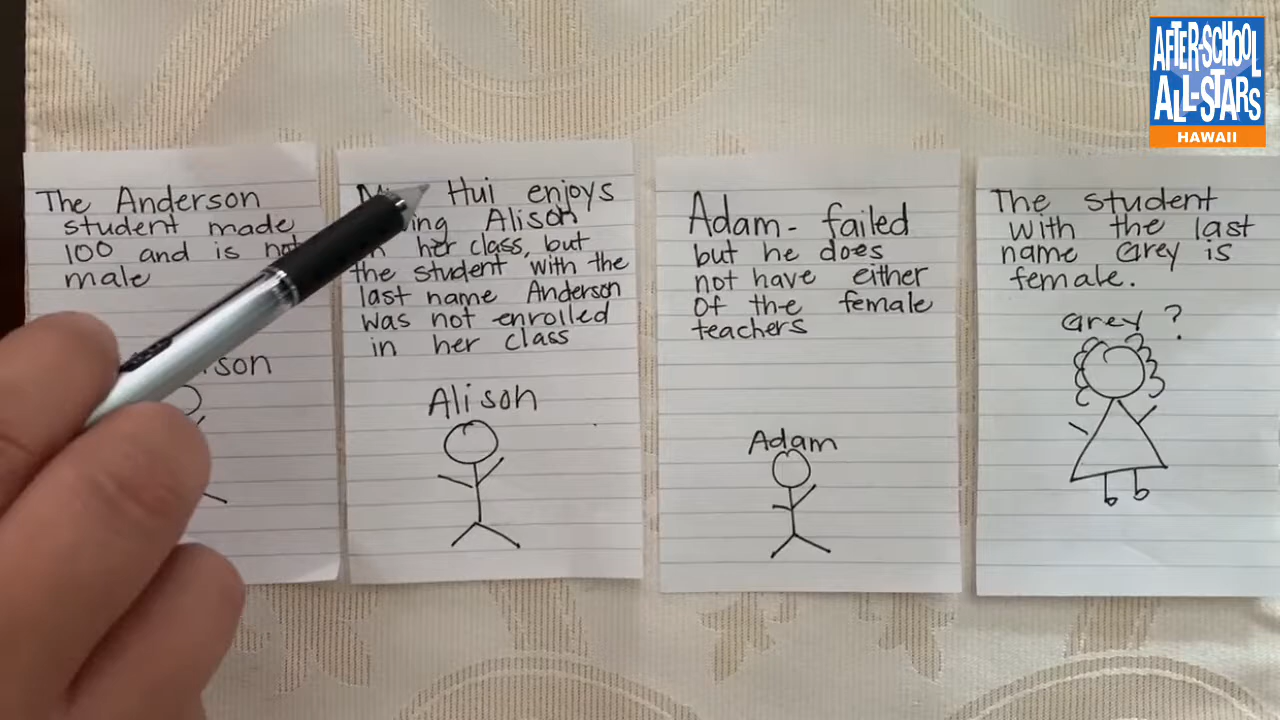 AFTER-SCHOOL
ALL-STARS
HAWAII
The Anderson
student made
100 and is not
male
Hui enjoys
Alison
her class, but
the student with the
last name Anderson
was not enrolled
in her class
Alison
Adam - failed
but he does
not have either
of the female
teachers
Adam
The student
with the last
name Grey is
female.
Grey ?